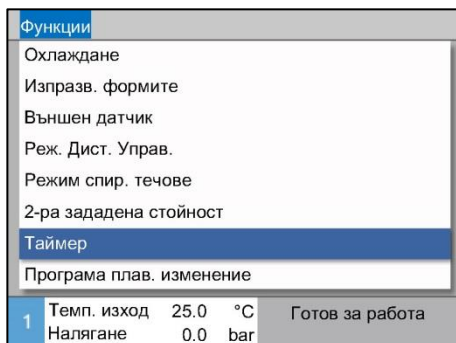 Функции
Охлаждане
Изпразв. формите
Външен датчик
Реж. Дист. Управ.
Режим спир. течове
2-ра зададена стойност
Таймер
Програма плав. изменение
1 Темп. изход 25.0 °C Готов за работа
Налягане 0.0 bar